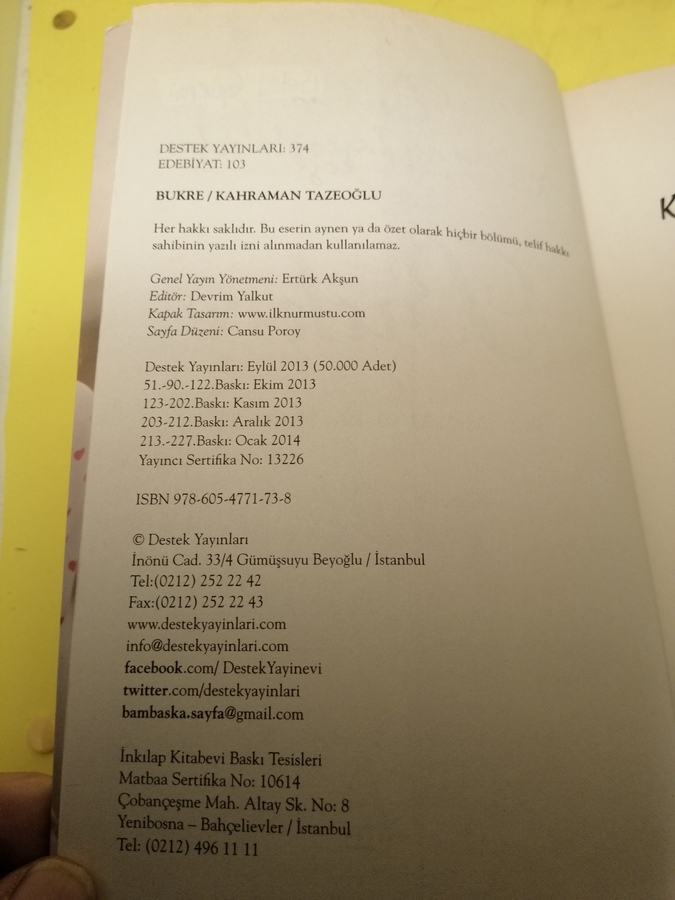 DESTEK YAYINLARI: 374
EDEBİYAT: 103
BUKRE / KAHRAMAN TAZEOĞLU
Her hakkı saklıdır. Bu eserin aynen ya da özet olarak hiçbir bölümü, telif hakkı
sahibinin yazılı izni alınmadan kullanılamaz.
Genel Yayın Yönetmeni: Ertürk Akşun
Editör: Devrim Yalkut
Kapak Tasarım: www.ilknurmustu.com
Sayfa Düzeni: Cansu Poroy
Destek Yayınları: Eylül 2013 (50.000 Adet)
51.-90.-122.Baskı: Ekim 2013
123-202.Baskı: Kasım 2013
203-212.Baskı: Aralık 2013
213.-227.Baskı: Ocak 2014
Yayıncı Sertifika No: 13226
ISBN 978-605-4771-73-8
© Destek Yayınları
İnönü Cad. 33/4 Gümüşsuyu Beyoğlu / İstanbul
Tel:(0212) 252 22 42
Fax:(0212) 252 22 43
www.destekyayinlari.com
info@destekyayinlari.com
facebook.com/ DestekYayinevi
twitter.com/destekyayinlari
bambaska.sayfa@gmail.com
İnkılap Kitabevi Baskı Tesisleri
Matbaa Sertifika No: 10614
Çobançeşme Mah. Altay Sk. No: 8
Yenibosna – Bahçelievler / İstanbul
Tel: (0212) 496 11 11
K